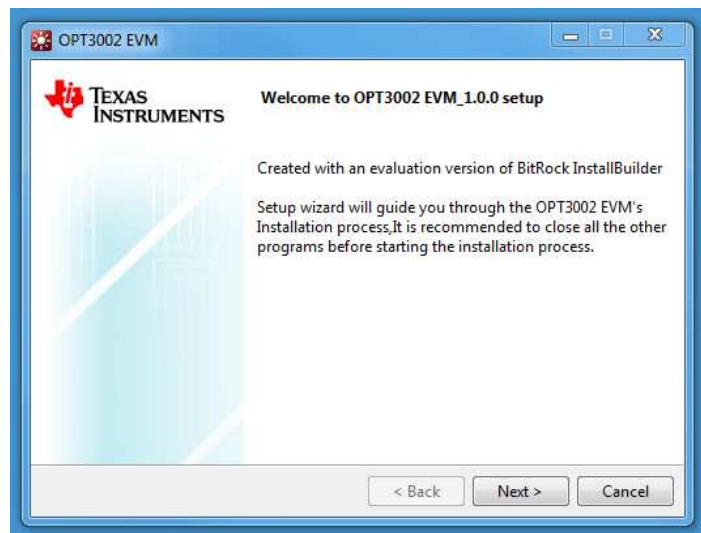 OPT3002 EVM
TEXAS
INSTRUMENTS
Welcome to OPT3002 EVM_1.0.0 setup
Created with an evaluation version of BitRock InstallBuilder
Setup wizard will guide you through the OPT3002 EVM's
Installation process,It is recommended to close all the other
programs before starting the installation process.
< Back Next > Cancel